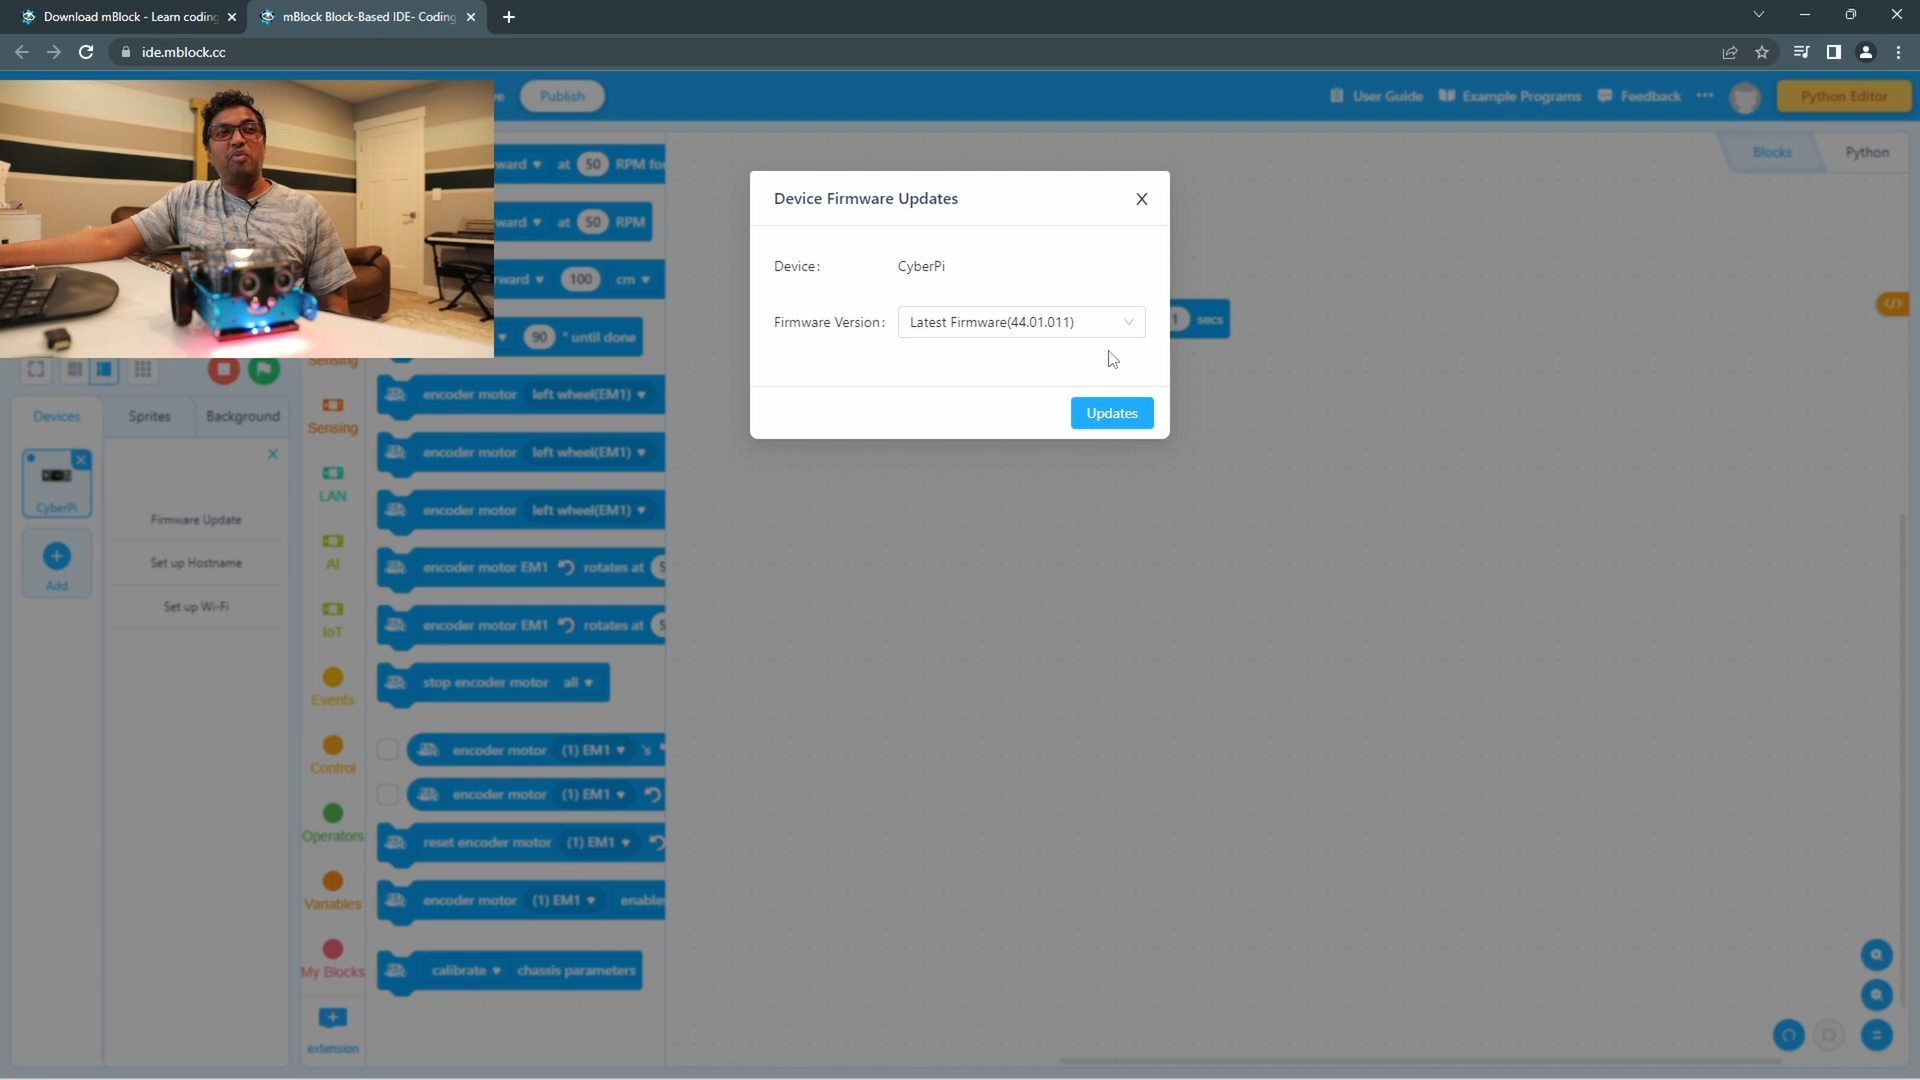 Download mBlock - Learn coding
mBlock Block-Based IDE- Coding
ide.mblock.cc
Publish
User Guide
Example Programs
Feedback
Python Editor
Blocks
Python
ward at 50 RPM for
ward at 50 RPM
ward 100 cm
90 ° until done
Device Firmware Updates
Device: CyberPi
Firmware Version: Latest Firmware(44.01.011)
Updates
1 secs
Devices
Sprites
Background
CyberPi
Add
Firmware Update
Set up Hostname
Set up Wi-Fi
Sensing
Sensing
LAN
AI
IoT
Events
Control
Operators
Variables
My Blocks
extension
encoder motor left wheel(EM1)
encoder motor left wheel(EM1)
encoder motor left wheel(EM1)
encoder motor EM1 rotates at 5
encoder motor EM1 rotates at 5
stop encoder motor all
encoder motor (1) EM1 's
encoder motor (1) EM1
reset encoder motor (1) EM1
encoder motor (1) EM1 enable
calibrate chassis parameters